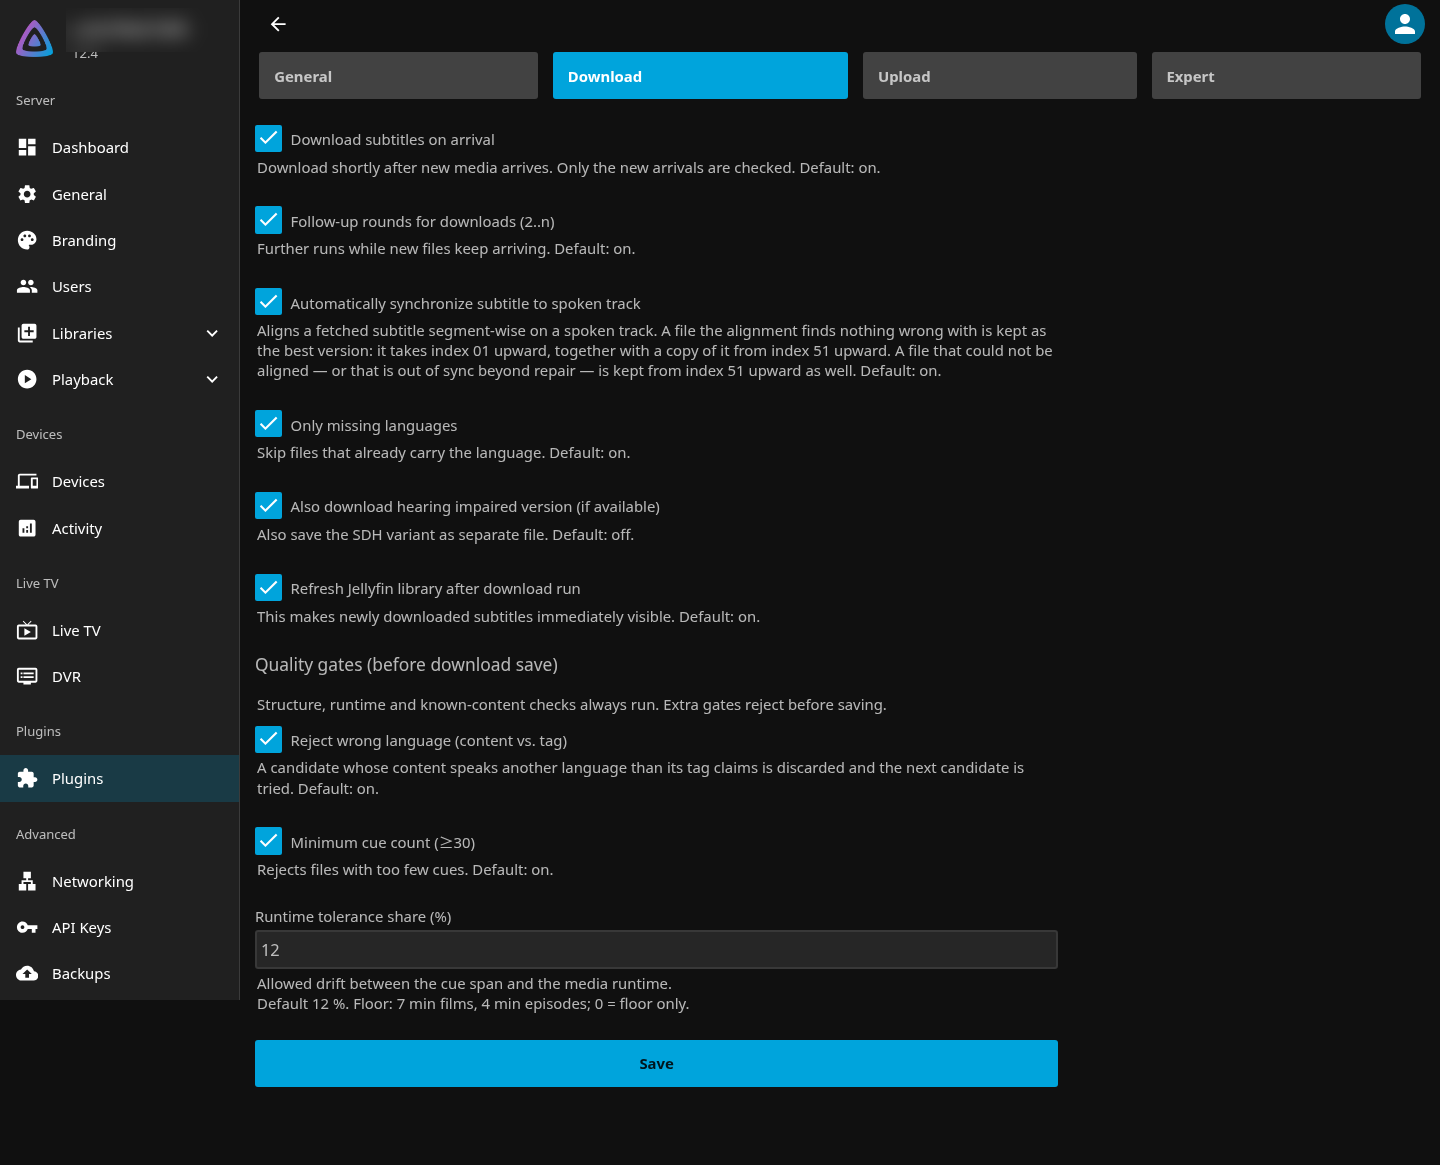 12.4
Server
Dashboard
General
Branding
Users
Libraries
Playback
Devices
Devices
Activity
Live TV
Live TV
DVR
Plugins
Plugins
Advanced
Networking
API Keys
Backups
General
Download
Upload
Expert
Download subtitles on arrival
Download shortly after new media arrives. Only the new arrivals are checked. Default: on.
Follow-up rounds for downloads (2..n)
Further runs while new files keep arriving. Default: on.
Automatically synchronize subtitle to spoken track
Aligns a fetched subtitle segment-wise on a spoken track. A file the alignment finds nothing wrong with is kept as
the best version: it takes index 01 upward, together with a copy of it from index 51 upward. A file that could not be
aligned — or that is out of sync beyond repair — is kept from index 51 upward as well. Default: on.
Only missing languages
Skip files that already carry the language. Default: on.
Also download hearing impaired version (if available)
Also save the SDH variant as separate file. Default: off.
Refresh Jellyfin library after download run
This makes newly downloaded subtitles immediately visible. Default: on.
Quality gates (before download save)
Structure, runtime and known-content checks always run. Extra gates reject before saving.
Reject wrong language (content vs. tag)
A candidate whose content speaks another language than its tag claims is discarded and the next candidate is
tried. Default: on.
Minimum cue count (≥30)
Rejects files with too few cues. Default: on.
Runtime tolerance share (%)
12
Allowed drift between the cue span and the media runtime.
Default 12 %. Floor: 7 min films, 4 min episodes; 0 = floor only.
Save